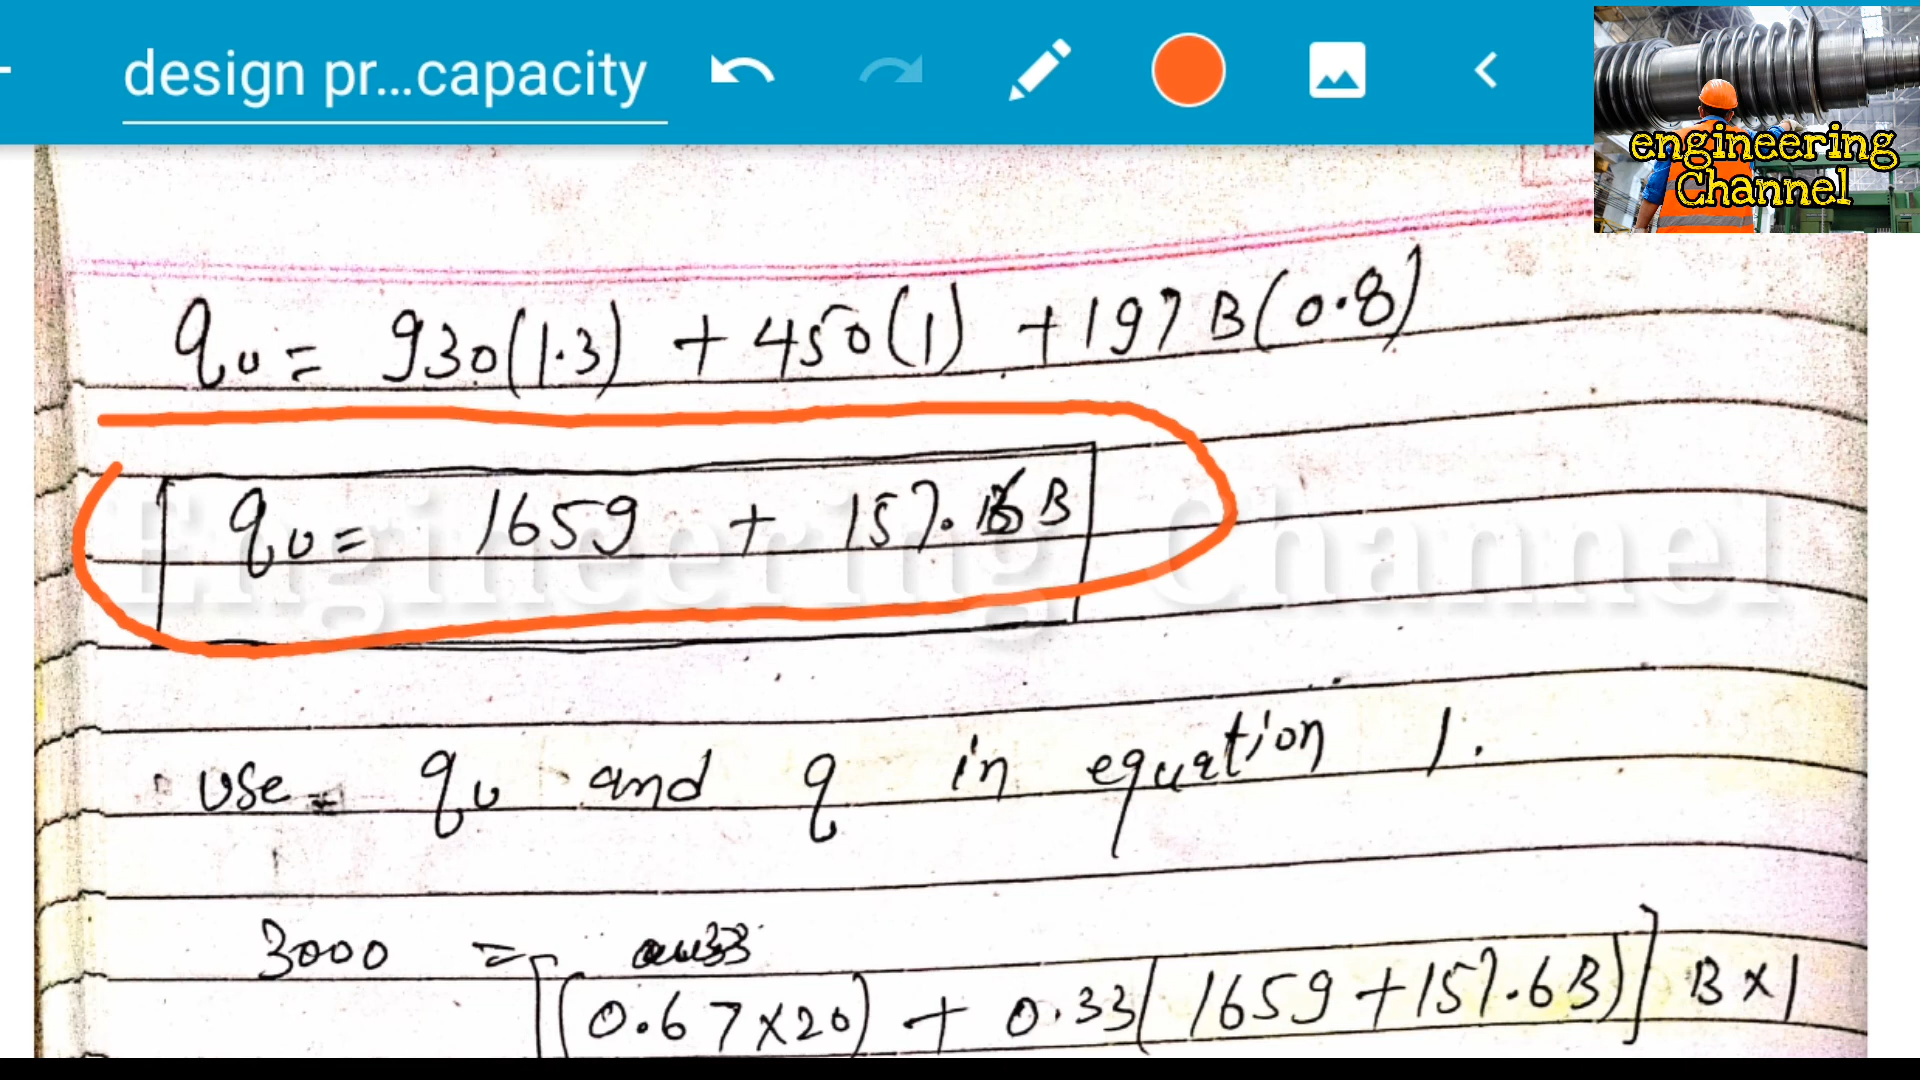 design pr...capacity
engineering
Channel
qu = 930(1.3) + 450(1) + 197 B(0.8)
qu = 1659 + 157.6 B
Engineering Channel
use qu and q in equation 1.
3000 =
[(0.67×20) + 0.33(1659+157.6B)] B×1